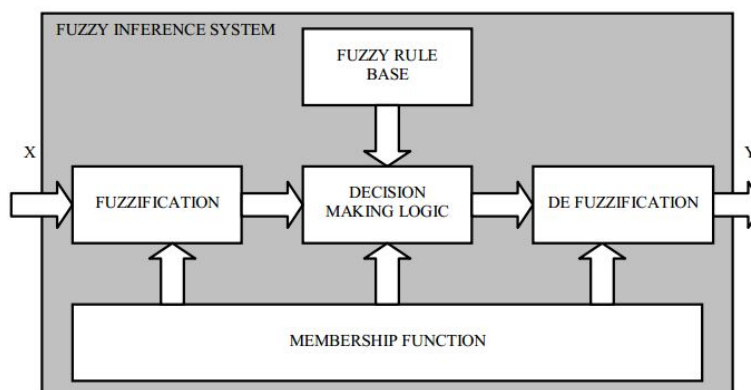 FUZZY INFERENCE SYSTEM
FUZZY RULE
BASE
X
Y
FUZZIFICATION
DECISION
MAKING LOGIC
DE FUZZIFICATION
MEMBERSHIP FUNCTION